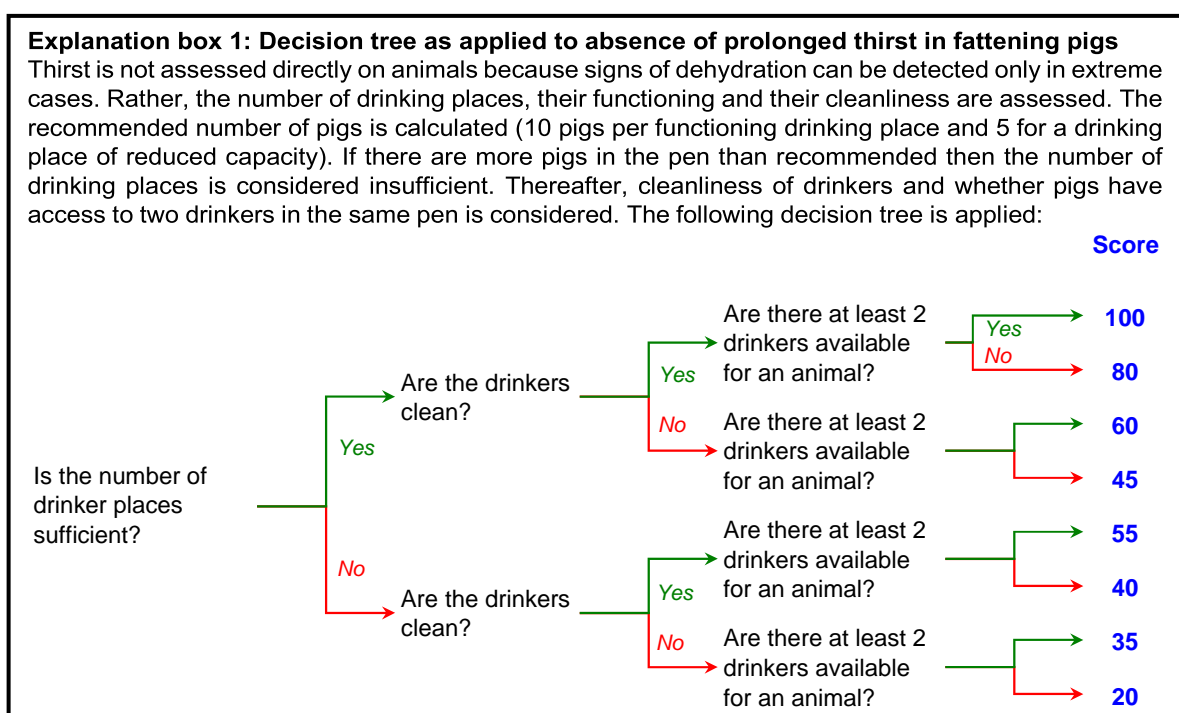 Explanation box 1: Decision tree as applied to absence of prolonged thirst in fattening pigs
Thirst is not assessed directly on animals because signs of dehydration can be detected only in extreme
cases. Rather, the number of drinking places, their functioning and their cleanliness are assessed. The
recommended number of pigs is calculated (10 pigs per functioning drinking place and 5 for a drinking
place of reduced capacity). If there are more pigs in the pen than recommended then the number of
drinking places is considered insufficient. Thereafter, cleanliness of drinkers and whether pigs have
access to two drinkers in the same pen is considered. The following decision tree is applied:
Score
Is the number of
drinker places
sufficient?
Yes
No
Are the drinkers
clean?
Yes
No
Are the drinkers
clean?
Yes
No
Are there at least 2
drinkers available
for an animal?
Yes
No
100
80
Are there at least 2
drinkers available
for an animal?
60
45
Are there at least 2
drinkers available
for an animal?
55
40
Are there at least 2
drinkers available
for an animal?
35
20